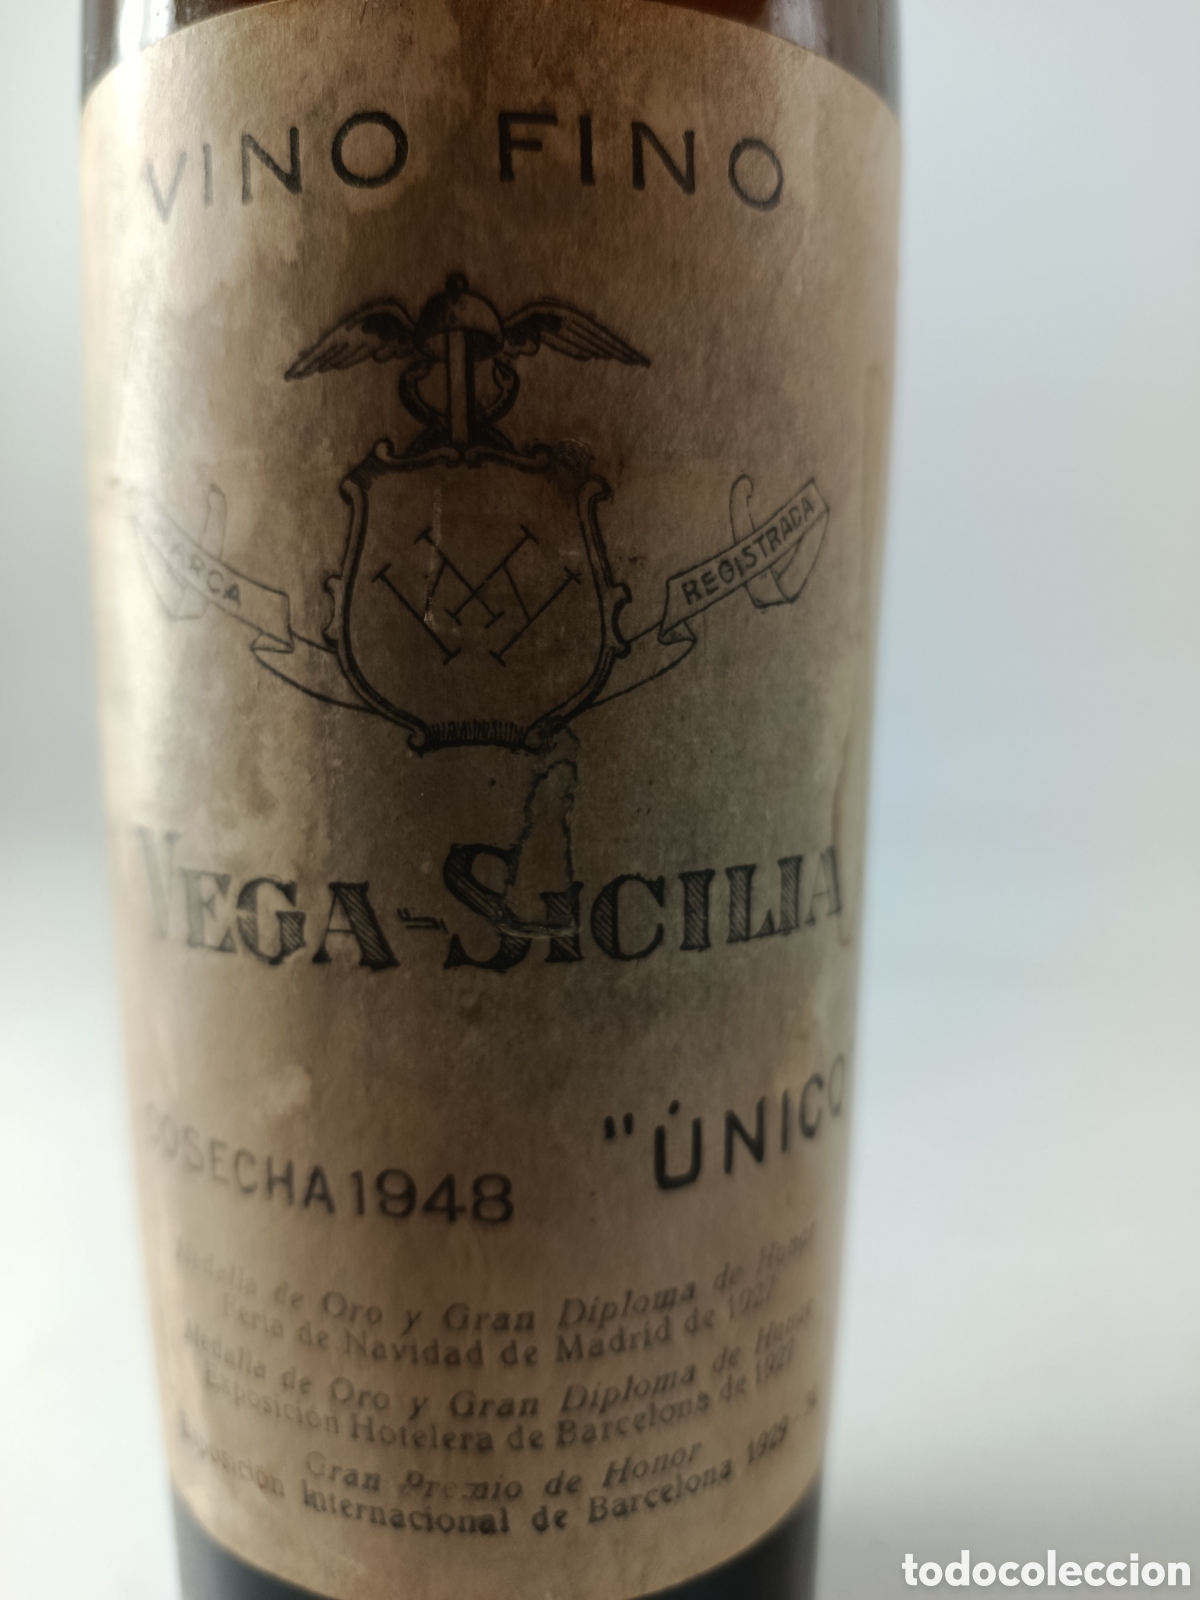 VINO FINO
MARCA
REGISTRADA
VEGA-SICILIA
COSECHA 1948
"ÚNICO
Medalla de Oro y Gran Diploma de Honor
Feria de Navidad de Madrid de 1927
Medalla de Oro y Gran Diploma de Honor
Exposicion Hotelera de Barcelona de 1927
Gran Premio de Honor
Exposición Internacional de Barcelona 1929 -
todocoleccion